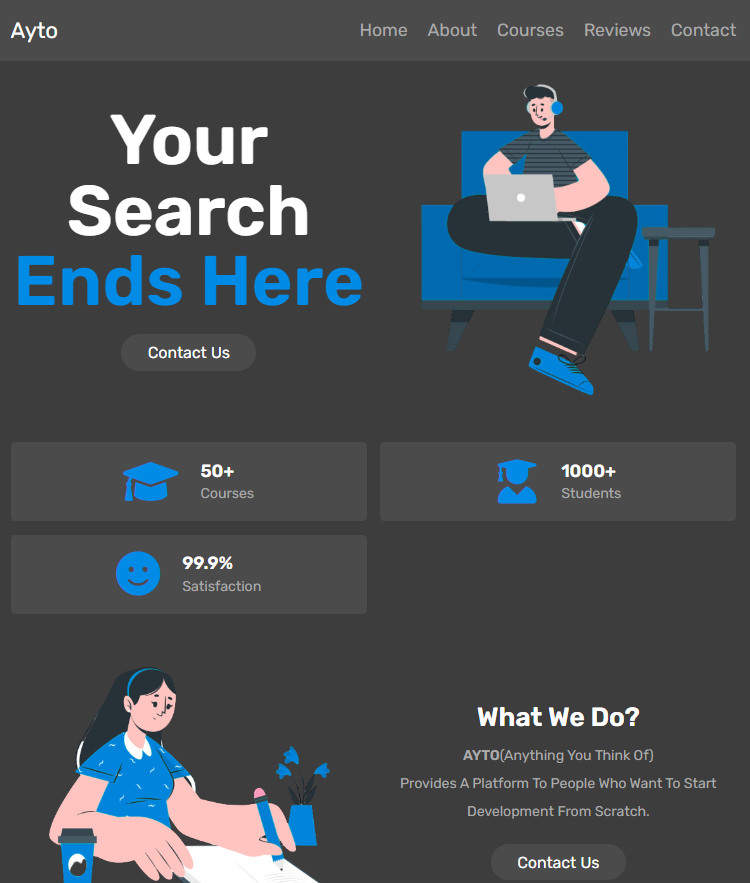 Ayto
Home About Courses Reviews Contact
Your
Search
Ends Here
Contact Us
50+
Courses
1000+
Students
99.9%
Satisfaction
What We Do?
AYTO(Anything You Think Of)
Provides A Platform To People Who Want To Start
Development From Scratch.
Contact Us